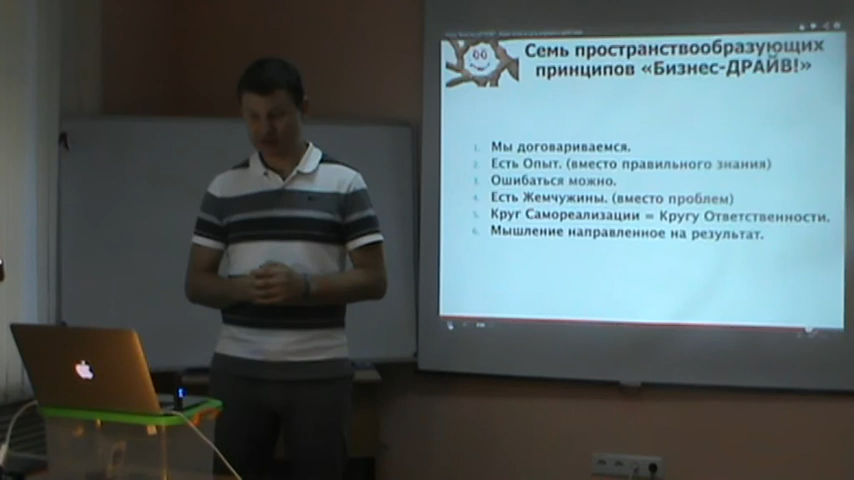 Семь пространствообразующих
принципов «Бизнес-ДРАЙВ!»
1. Мы договариваемся.
2. Есть Опыт. (вместо правильного знания)
3. Ошибаться можно.
4. Есть Жемчужины. (вместо проблем)
5. Круг Самореализации = Кругу Ответственности.
6. Мышление направленное на результат.